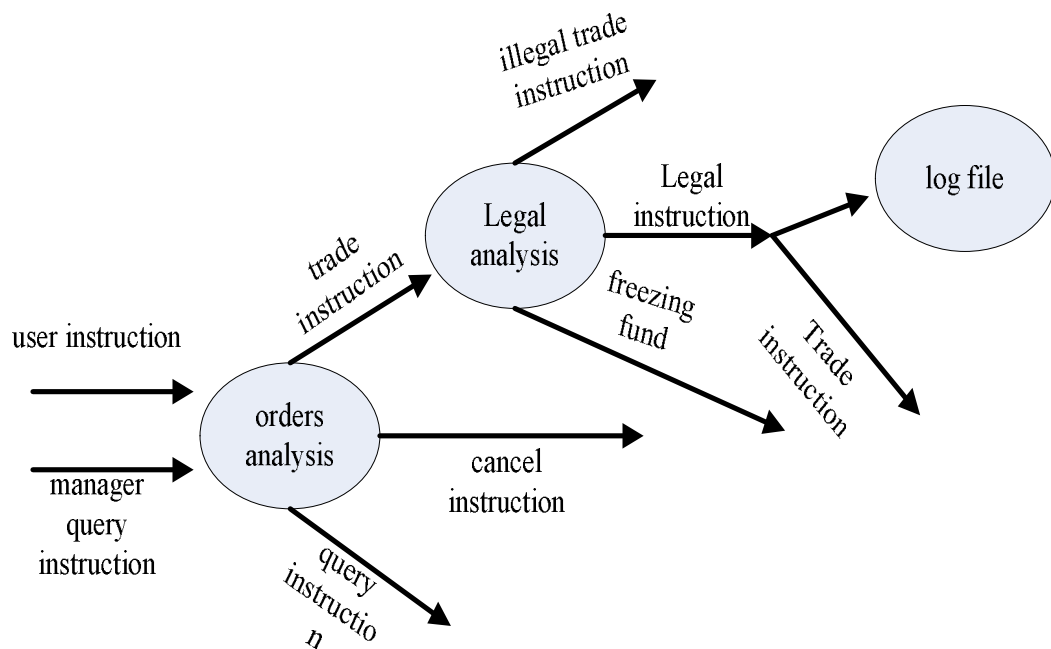 illegal trade
instruction
log file
Legal
instruction
Legal
analysis
trade
instruction
freezing
fund
Trade
instruction
user instruction
orders
analysis
cancel
instruction
manager
query
instruction
query
instructio
n